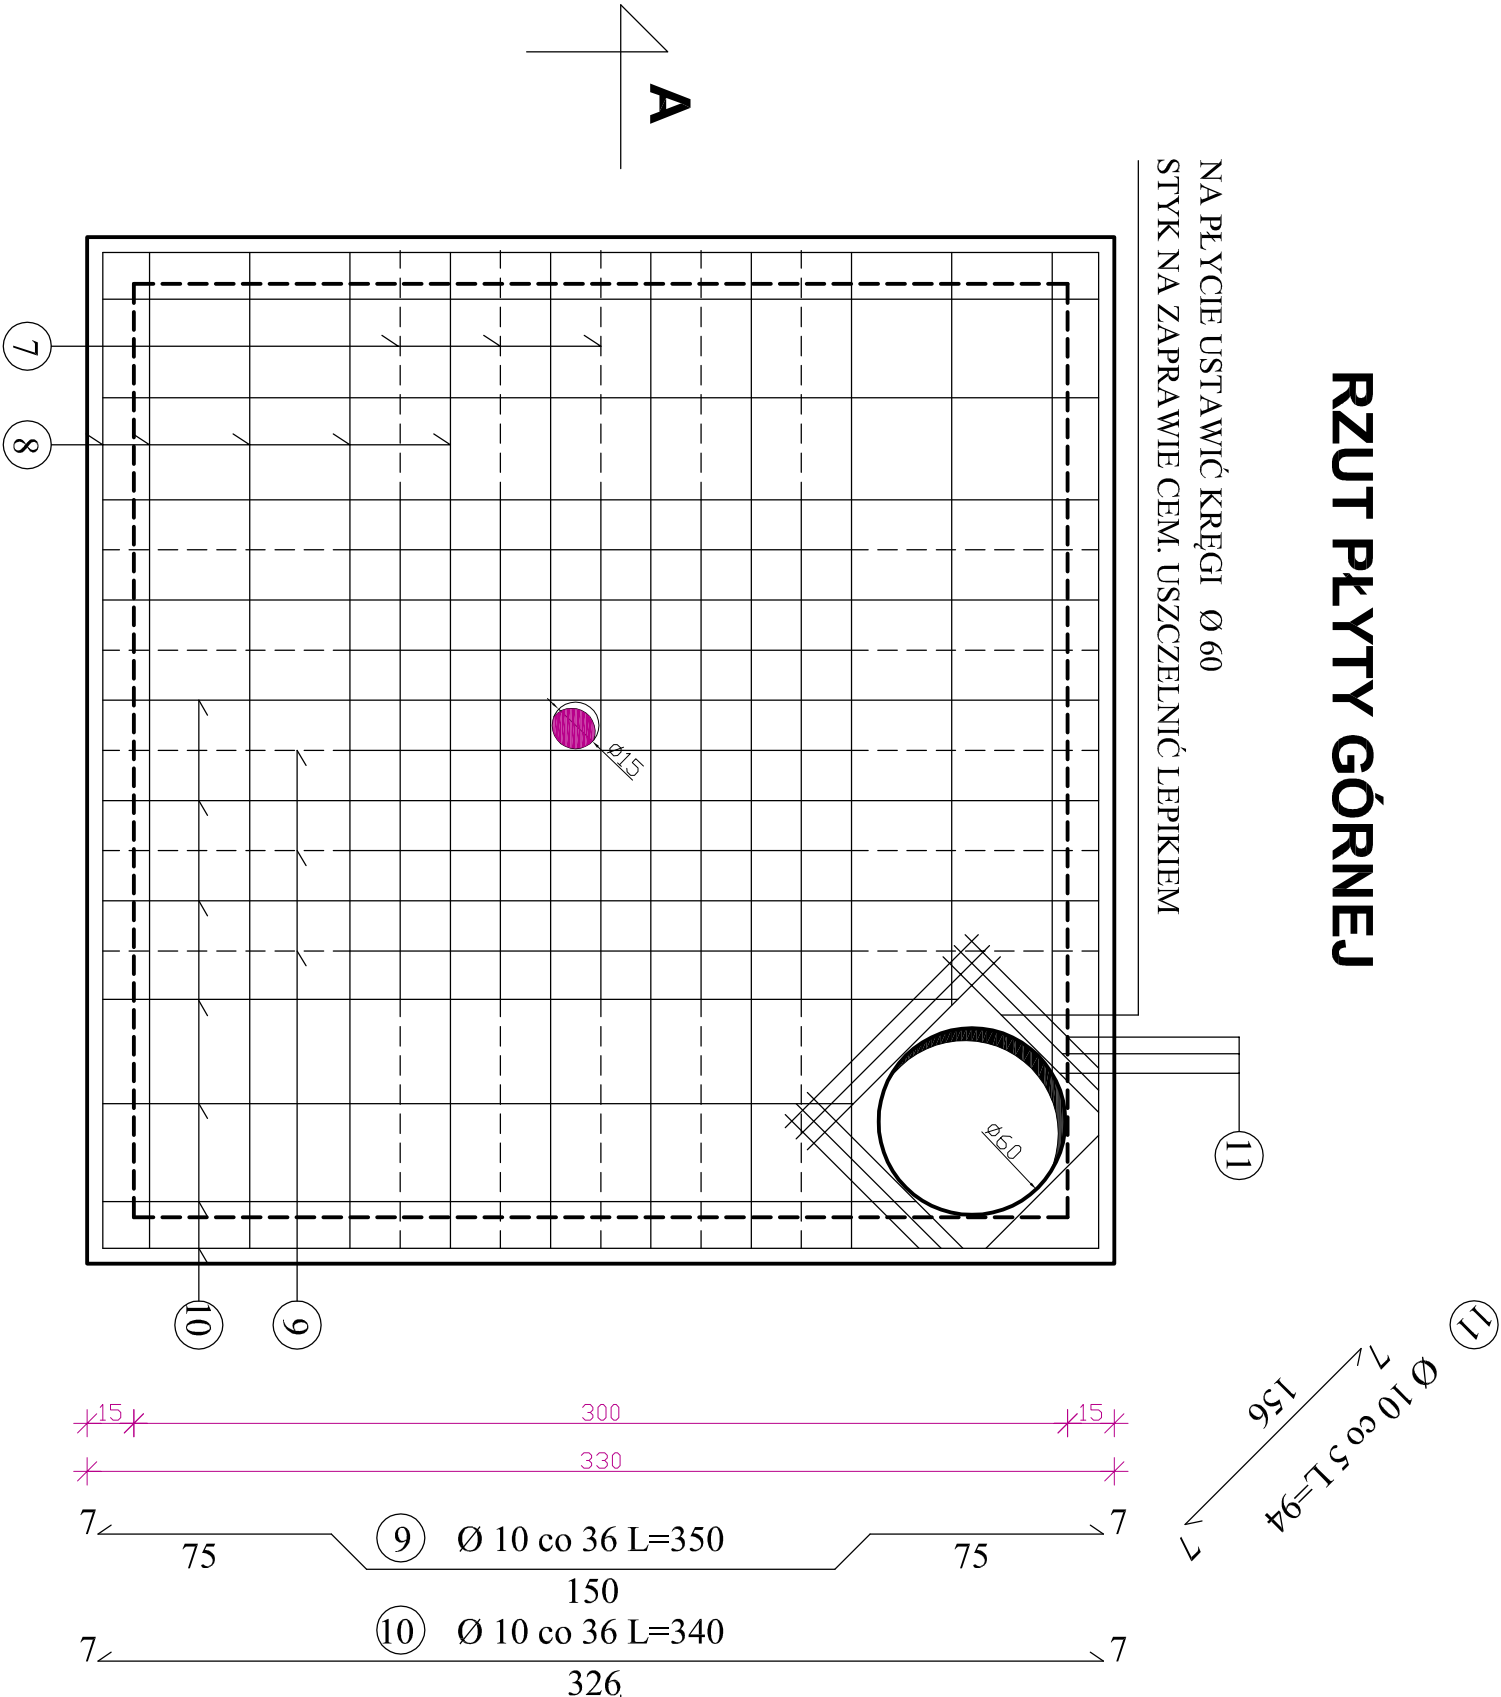 RZUT PŁYTY GÓRNEJ
NA PŁYCIE USTAWIĆ KRĘGI Ø 60
STYK NA ZAPRAWIE CEM. USZCZELNIĆ LEPIKIEM
A
7
8
Ø15
Ø60
11
10
9
11
Ø 10 co 5 L=94
7
156
7
15
300
15
330
7
9
Ø 10 co 36 L=350
7
75
75
150
10
Ø 10 co 36 L=340
7
7
326